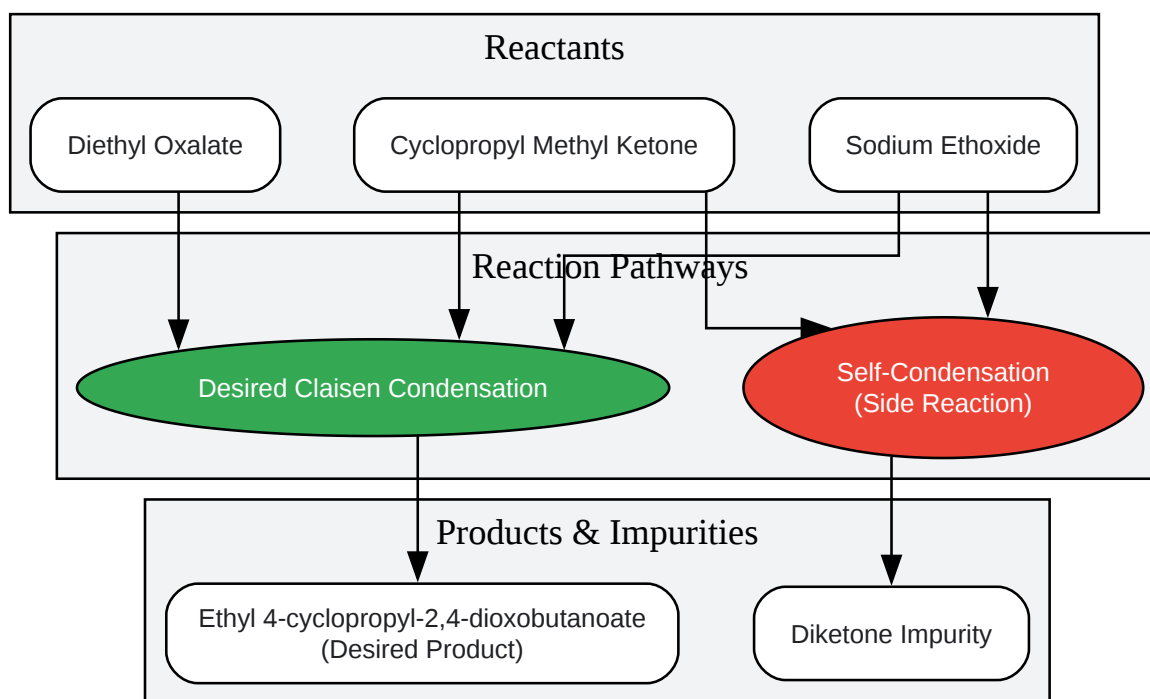 Reactants
Diethyl Oxalate
Cyclopropyl Methyl Ketone
Sodium Ethoxide
Reaction Pathways
Desired Claisen Condensation
Self-Condensation
(Side Reaction)
Products & Impurities
Ethyl 4-cyclopropyl-2,4-dioxobutanoate
(Desired Product)
Diketone Impurity